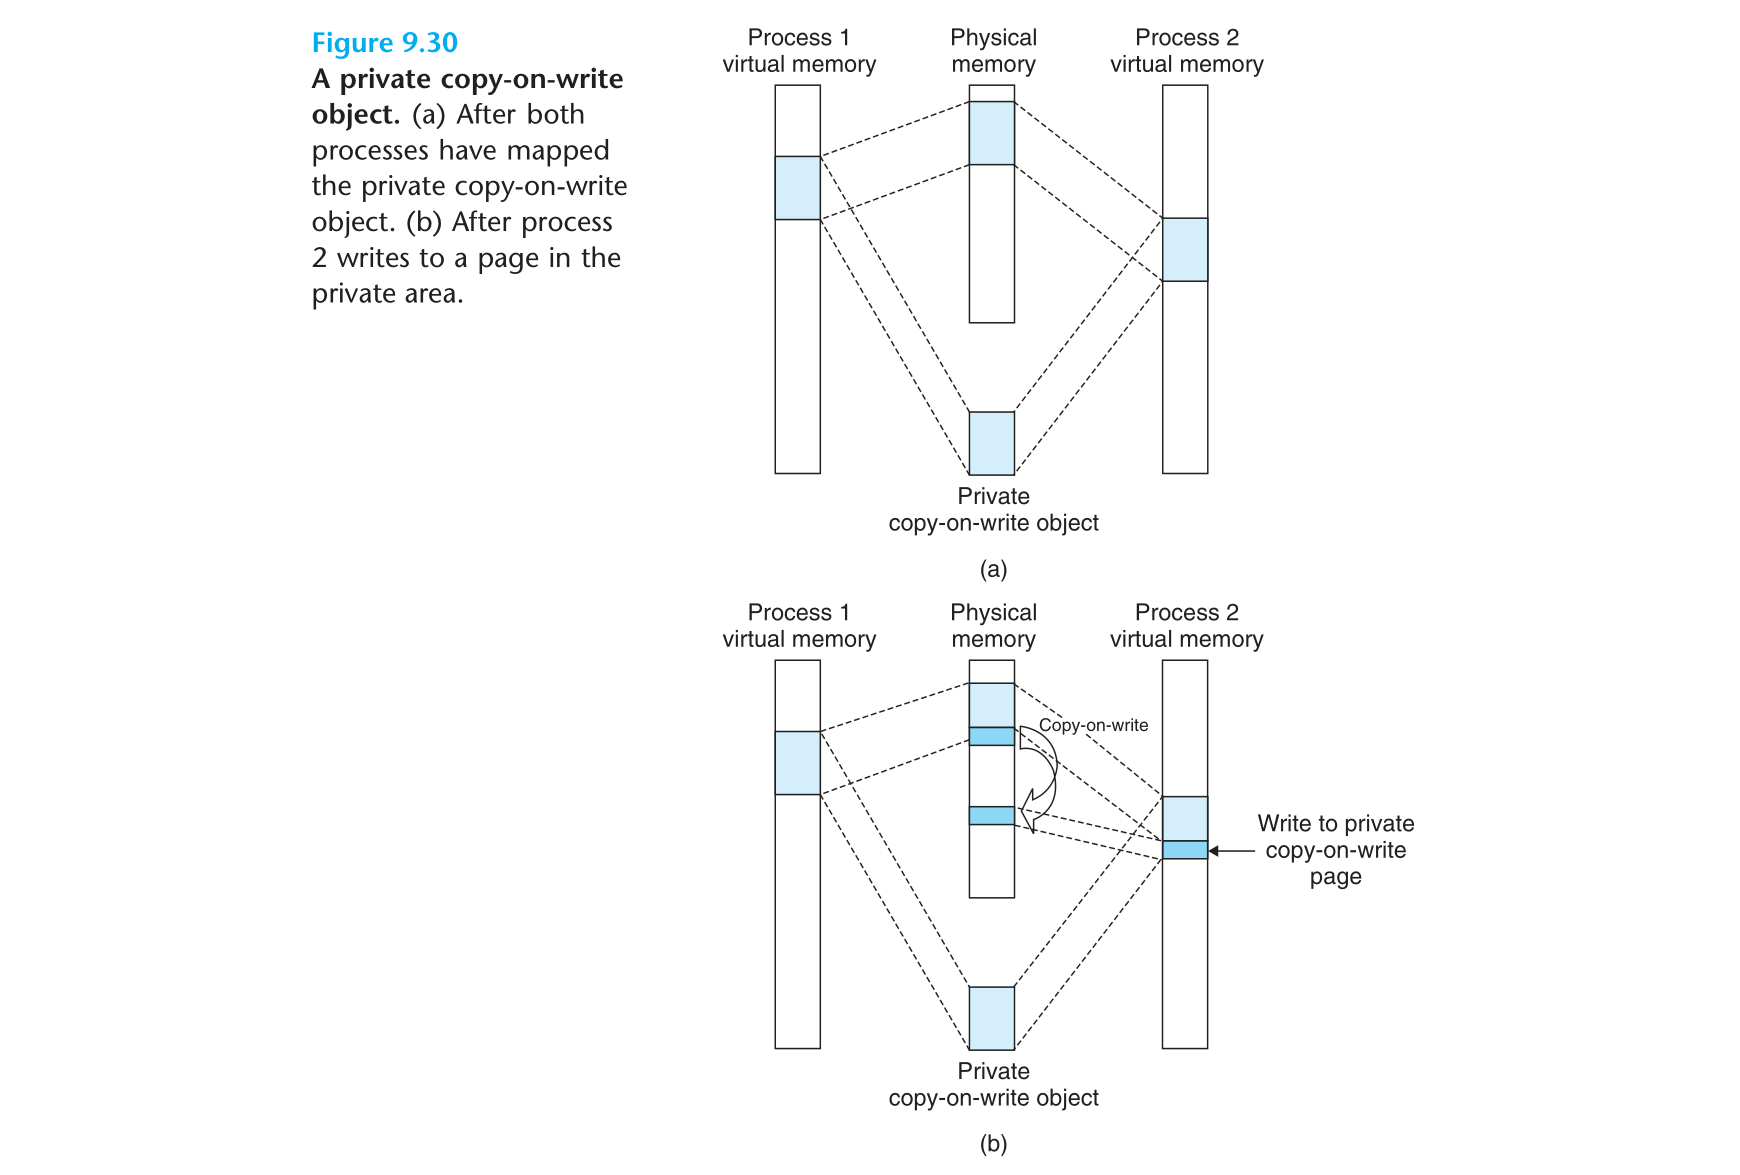 Figure 9.30
A private copy-on-write
object. (a) After both
processes have mapped
the private copy-on-write
object. (b) After process
2 writes to a page in the
private area.
Process 1
virtual memory
Physical
memory
Process 2
virtual memory
Private
copy-on-write object
(a)
Process 1
virtual memory
Physical
memory
Process 2
virtual memory
Copy-on-write
Write to private
copy-on-write
page
Private
copy-on-write object
(b)